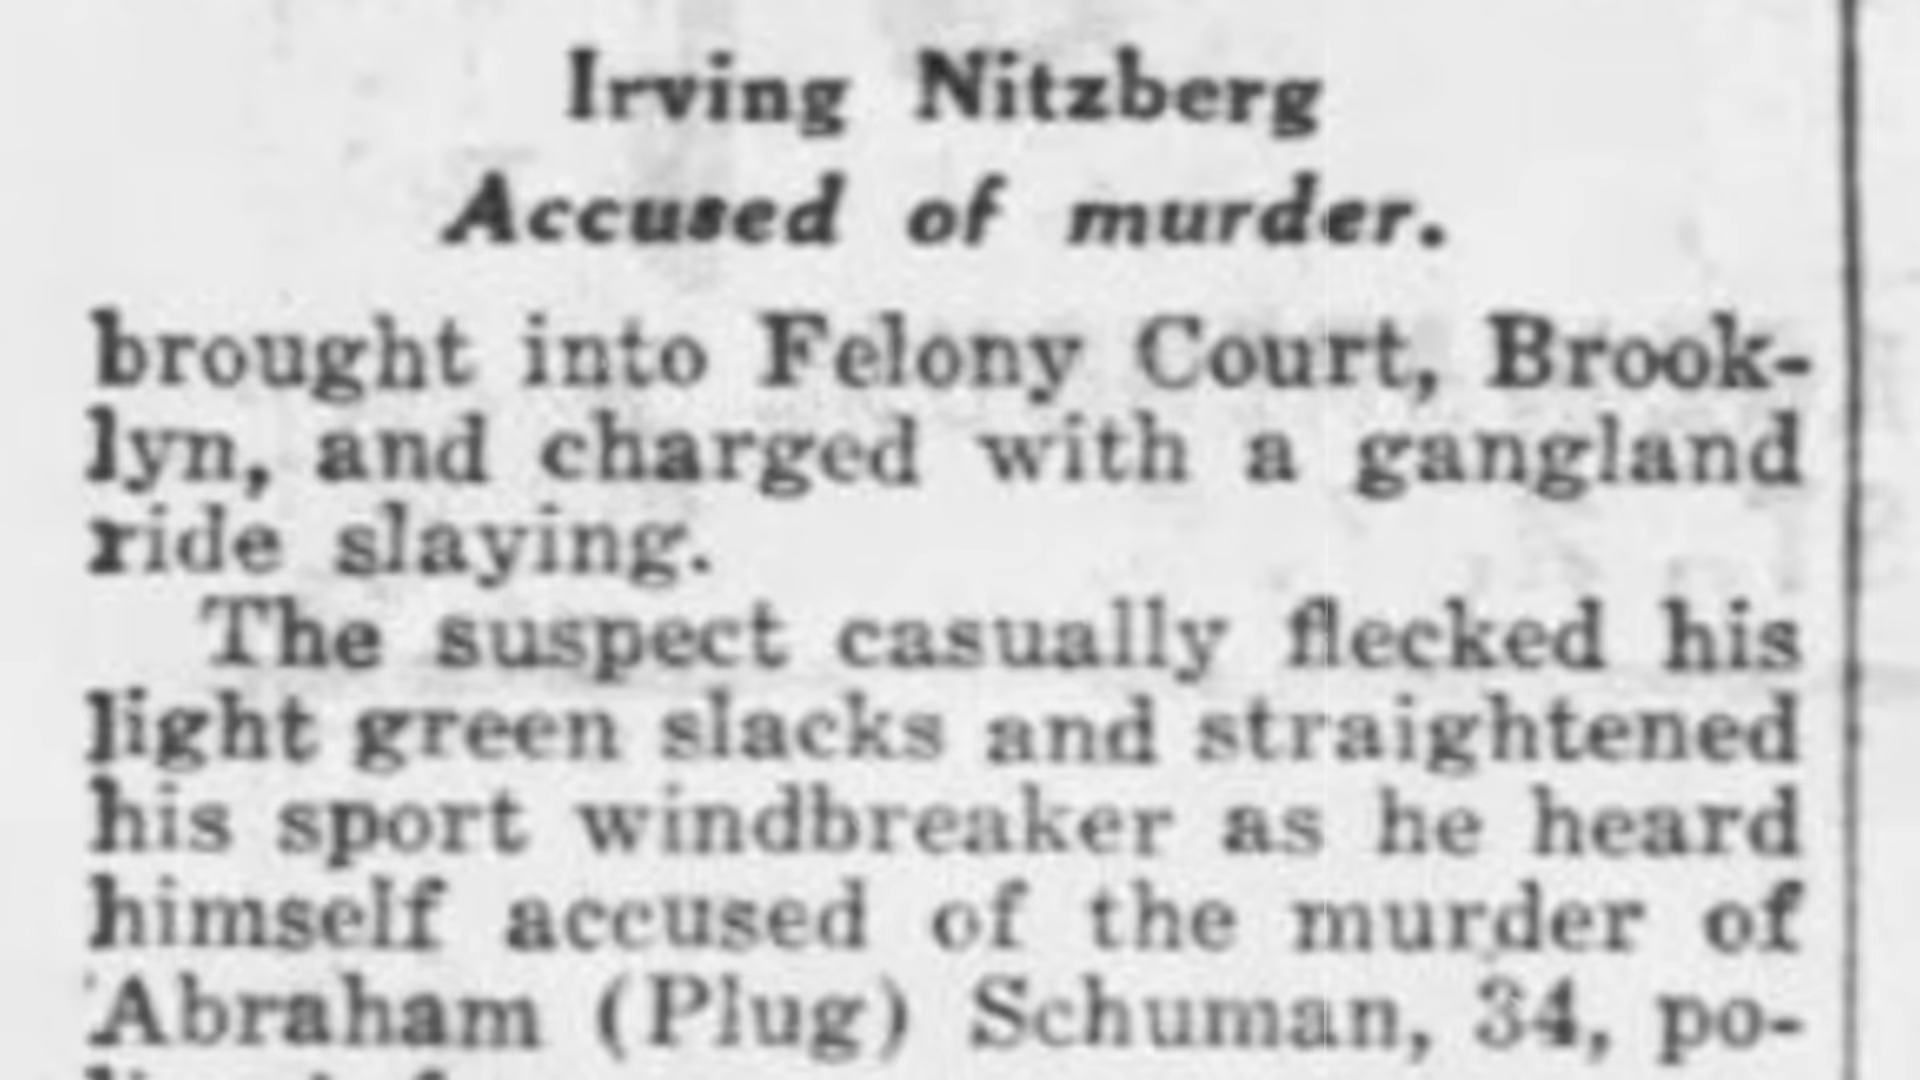 Irving Nitzberg
Accused of murder.
brought into Felony Court, Brook-
lyn, and charged with a gangland
ride slaying.
The suspect casually flecked his
light green slacks and straightened
his sport windbreaker as he heard
himself accused of the murder of
Abraham (Plug) Schuman, 34, po-